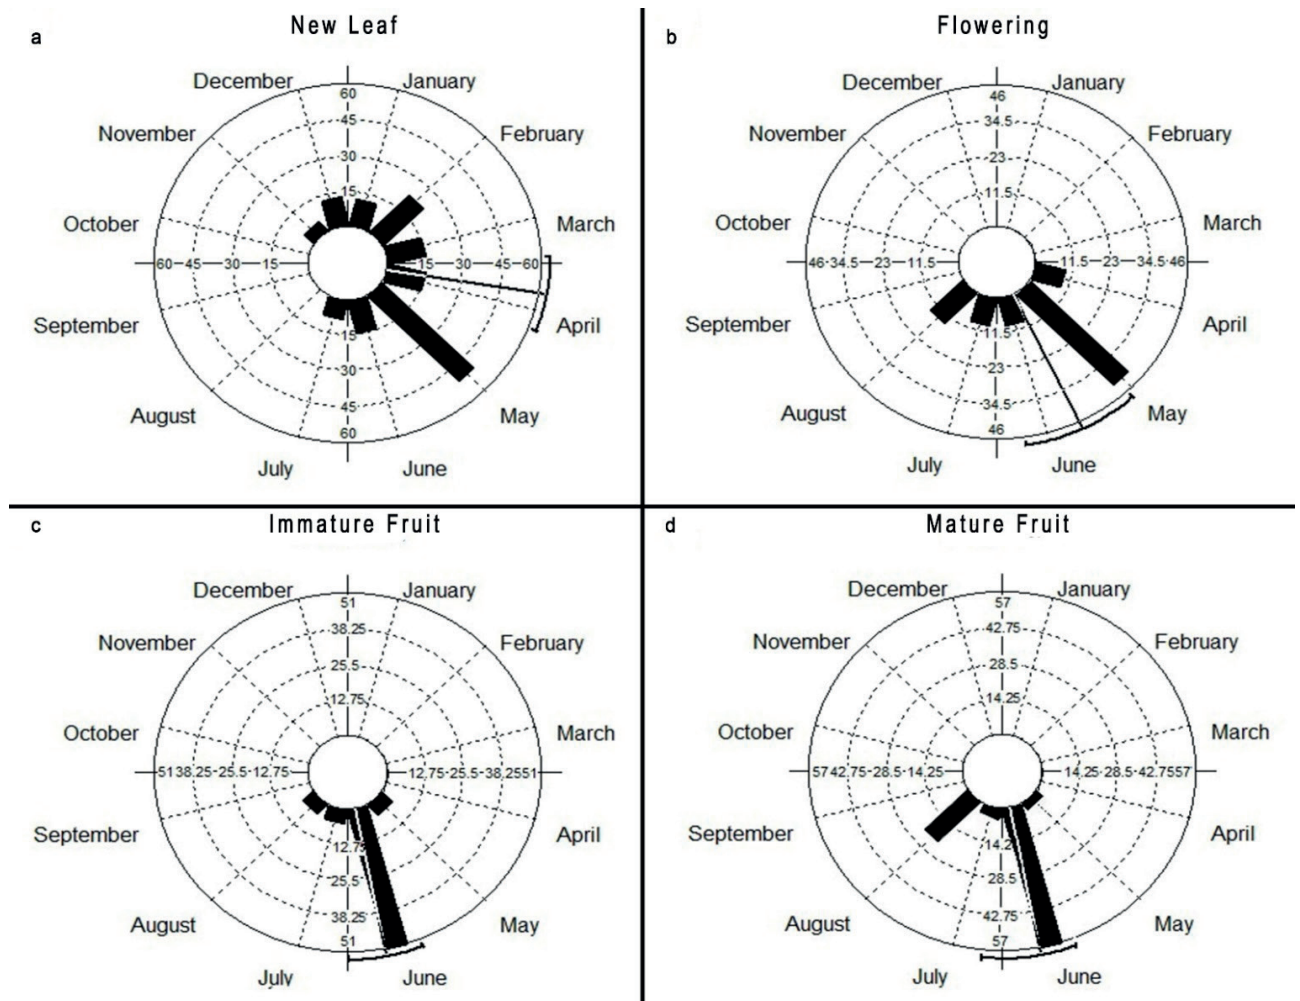 a
New Leaf
December
January
November
February
October
March
September
April
August
May
July
June
60
45
30
15
60 45 30 15
15 30 45 60
15
30
45
60
b
Flowering
December
January
November
February
October
March
September
April
August
May
July
June
46
34.5
23
11.5
46 34.5 23 11.5
11.5 23 34.5 46
11.5
23
34.5
46
c
Immature Fruit
December
January
November
February
October
March
September
April
August
May
July
June
51
38.25
25.5
12.75
51 38.25 25.5 12.75
12.75 25.5 38.25 51
12.75
25.5
38.25
51
d
Mature Fruit
December
January
November
February
October
March
September
April
August
May
July
June
57
42.75
28.5
14.25
57 42.75 28.5 14.25
14.25 28.5 42.75 57
14.2
28.5
42.75
57